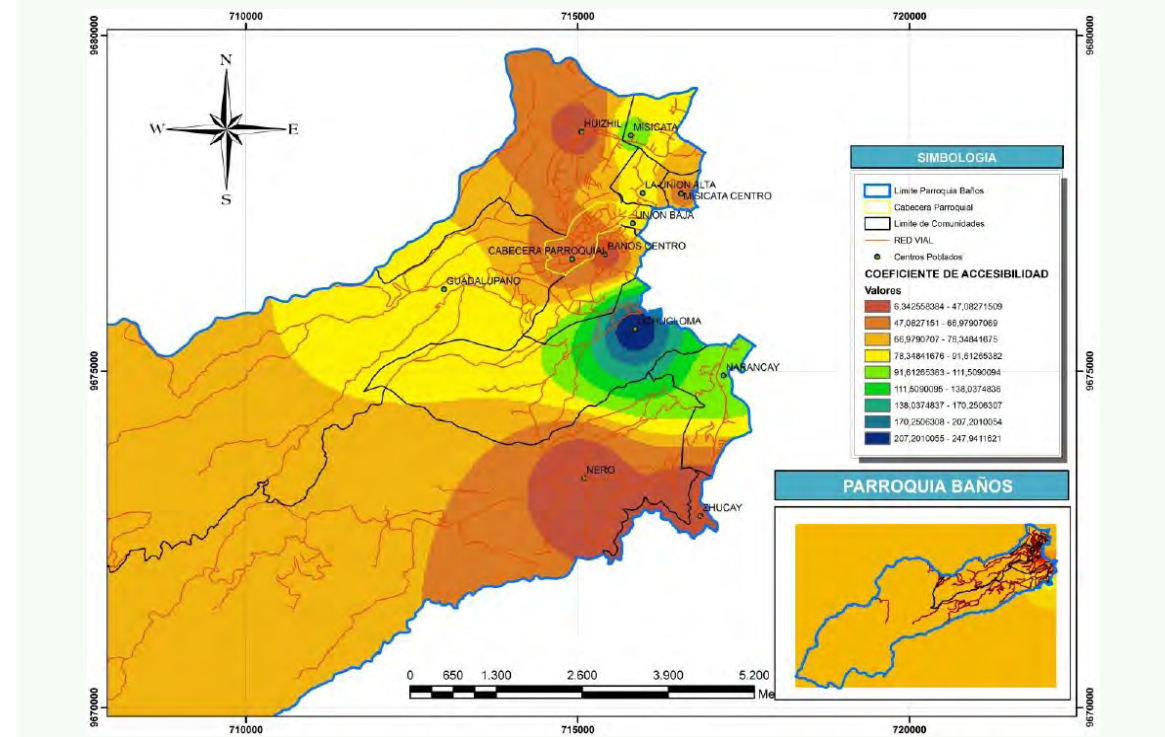 710000
715000
720000
9680000
9680000
N
W
E
S
HUIZHIL
MISICATA
LA UNION ALTA
MISICATA CENTRO
UNION BAJA
CABECERA PARROQUIAL
BAÑOS CENTRO
GUADALUPANO
NARANCAY
NERO
ZHUCAY
9675000
9675000
SIMBOLOGIA
Limite Parroquia Baños
Cabecera Parroquial
Limite de Comunidades
RED VIAL
Centros Poblados
COEFICIENTE DE ACCESIBILIDAD
Valores
6,342558384 - 47,08271509
47,0827151 - 66,97907069
66,9790707 - 78,34841675
78,34841676 - 91,61265382
91,61265383 - 111,5090094
111,5090095 - 138,0374836
138,0374837 - 170,2506307
170,2506308 - 207,2010054
207,2010055 - 247,9411621
PARROQUIA BAÑOS
0 650 1.300 2.600 3.900 5.200
Me
9670000
9670000
710000
715000
720000